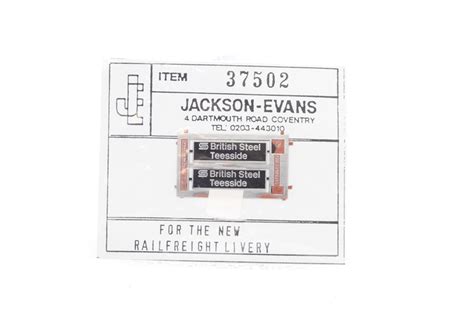 JE
ITEM 37502
JACKSON-EVANS
4 DARTMOUTH ROAD COVENTRY
TEL: 0203-443010
British Steel
Teesside
British Steel
Teesside
FOR THE NEW
RAILFREIGHT LIVERY